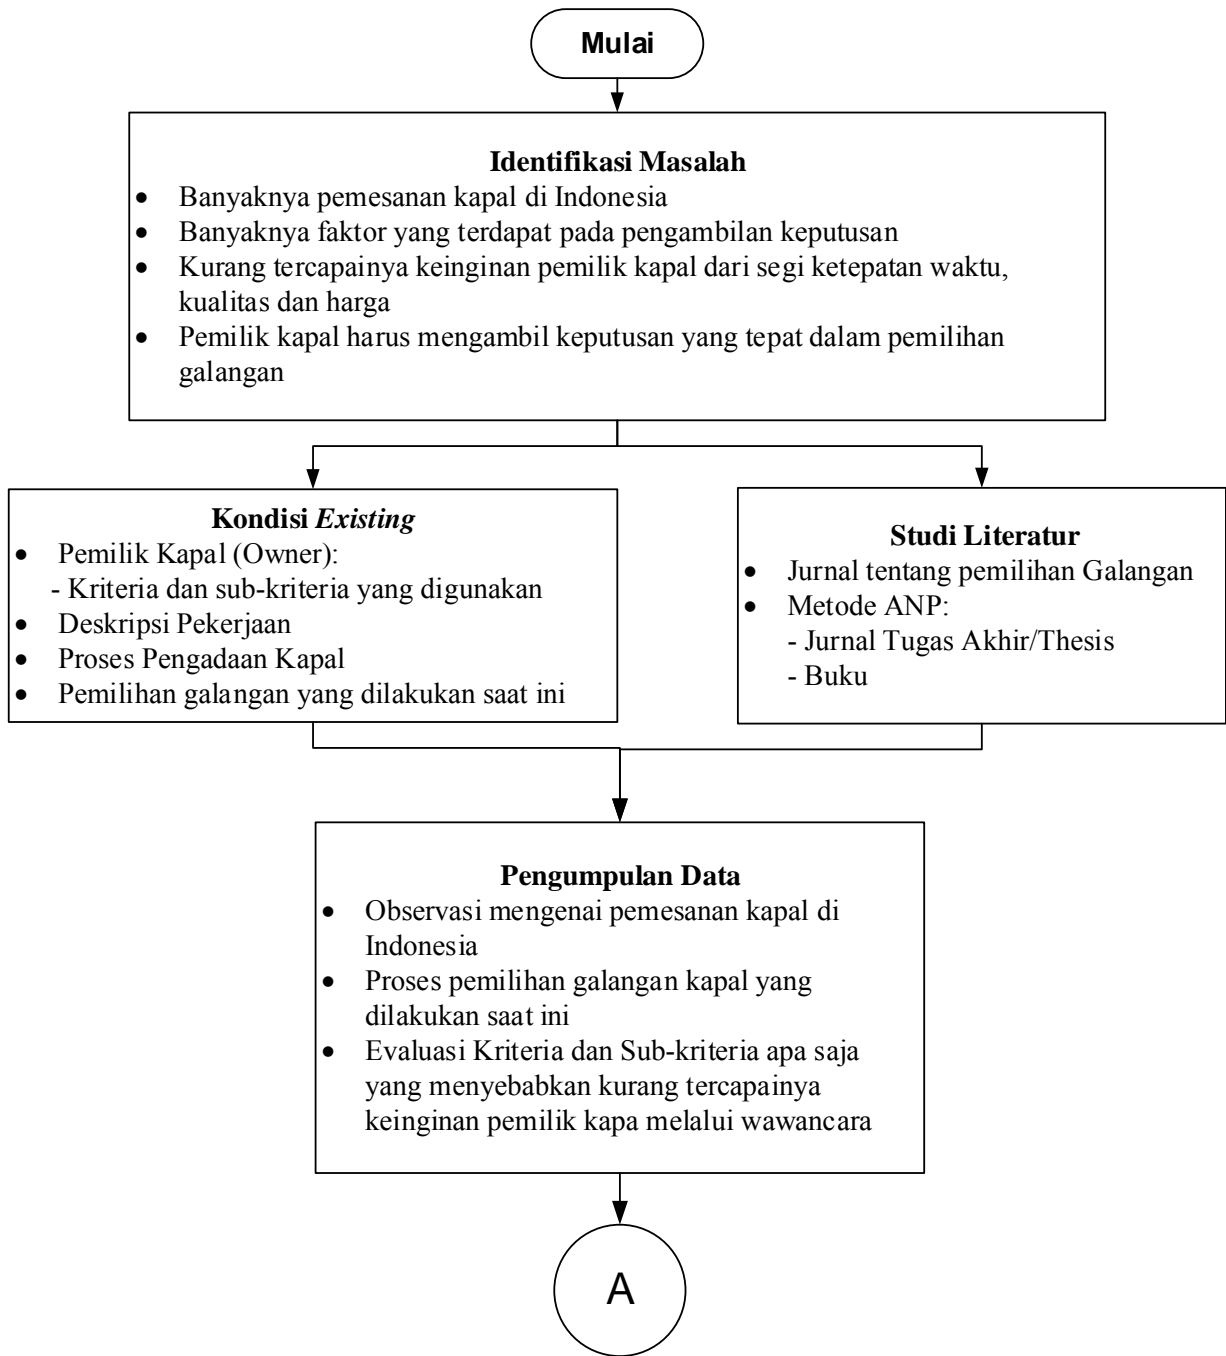 Mulai
Identifikasi Masalah
• Banyaknya pemesanan kapal di Indonesia
• Banyaknya faktor yang terdapat pada pengambilan keputusan
• Kurang tercapainya keinginan pemilik kapal dari segi ketepatan waktu,
kualitas dan harga
• Pemilik kapal harus mengambil keputusan yang tepat dalam pemilihan
galangan
Kondisi Existing
• Pemilik Kapal (Owner):
- Kriteria dan sub-kriteria yang digunakan
• Deskripsi Pekerjaan
• Proses Pengadaan Kapal
• Pemilihan galangan yang dilakukan saat ini
Studi Literatur
• Jurnal tentang pemilihan Galangan
• Metode ANP:
- Jurnal Tugas Akhir/Thesis
- Buku
Pengumpulan Data
• Observasi mengenai pemesanan kapal di
Indonesia
• Proses pemilihan galangan kapal yang
dilakukan saat ini
• Evaluasi Kriteria dan Sub-kriteria apa saja
yang menyebabkan kurang tercapainya
keinginan pemilik kapa melalui wawancara
A